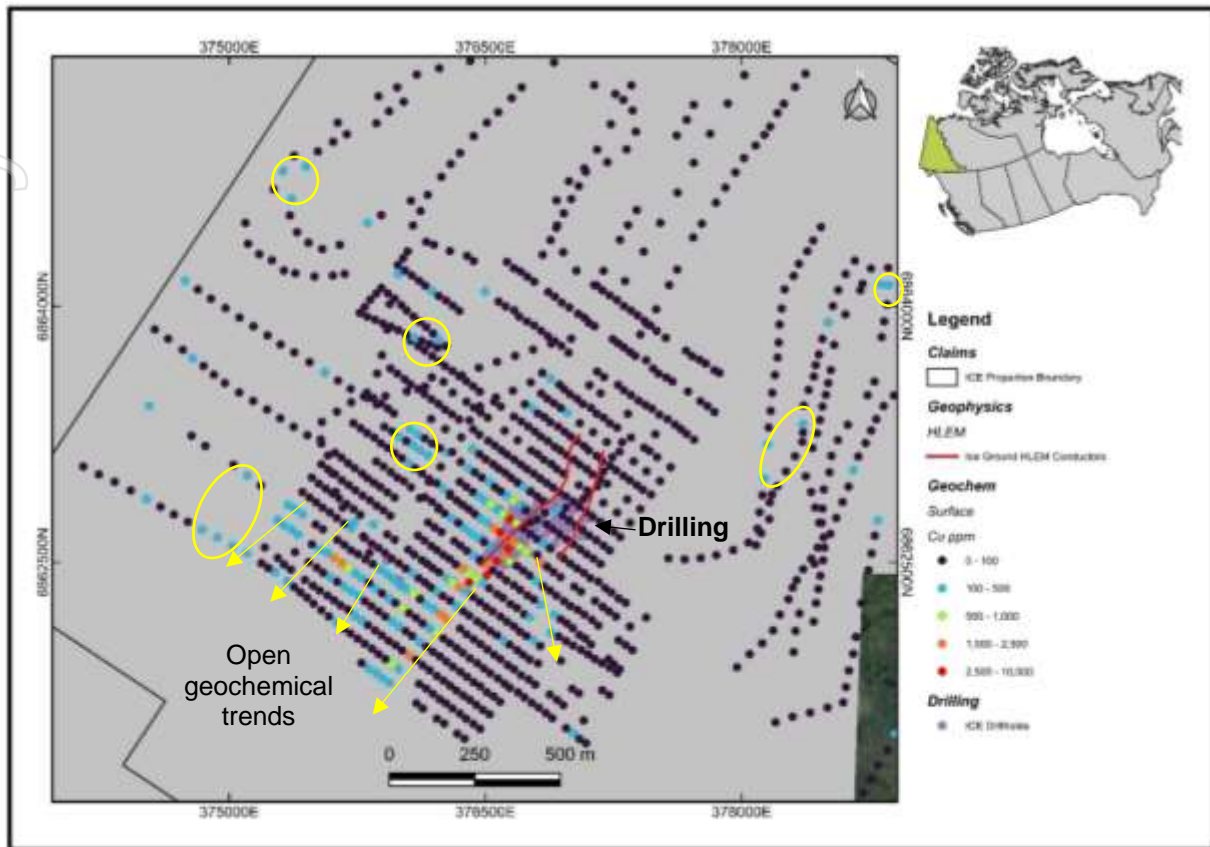 375000E
376500E
378000E
6864000N
6864000N
6862500N
6862500N
Drilling
Open
geochemical
trends
0 250 500 m
375000E
376500E
378000E
Legend
Claims
ICE Properties Boundary
Geophysics
HLEM
Ice Ground HLEM Conductors
Geochem
Surface
Cu ppm
0 - 100
100 - 500
500 - 1,000
1,000 - 2,500
2,500 - 10,000
Drilling
ICE Drillholes